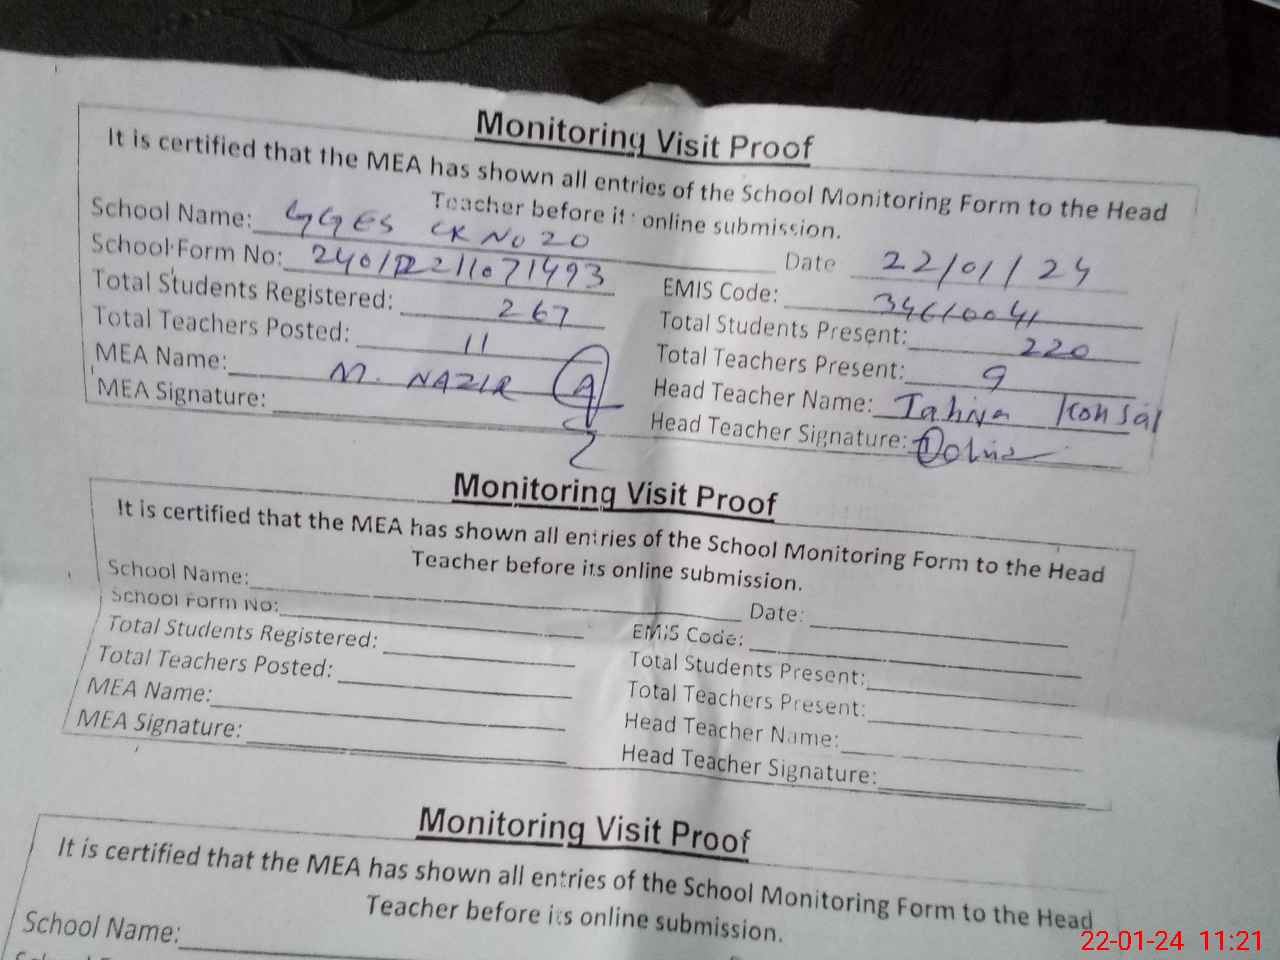 Monitoring Visit Proof
It is certified that the MEA has shown all entries of the School Monitoring Form to the Head
Teacher before its online submission.
School Name: GGES CK No 20 Date 22/01/24
School Form No: EMIS Code: 34610041
Total Students Registered: 267 Total Students Present: 220
Total Teachers Posted: 11 Total Teachers Present: 9
MEA Name: M. NAZIR Head Teacher Name:
MEA Signature: Head Teacher Signature:
Monitoring Visit Proof
It is certified that the MEA has shown all entries of the School Monitoring Form to the Head
Teacher before its online submission.
School Name: Date:
School Form No: EMIS Code:
Total Students Registered: Total Students Present:
Total Teachers Posted: Total Teachers Present:
MEA Name: Head Teacher Name:
MEA Signature: Head Teacher Signature:
Monitoring Visit Proof
It is certified that the MEA has shown all entries of the School Monitoring Form to the Head
Teacher before its online submission.
School Name:
22-01-24 11:21